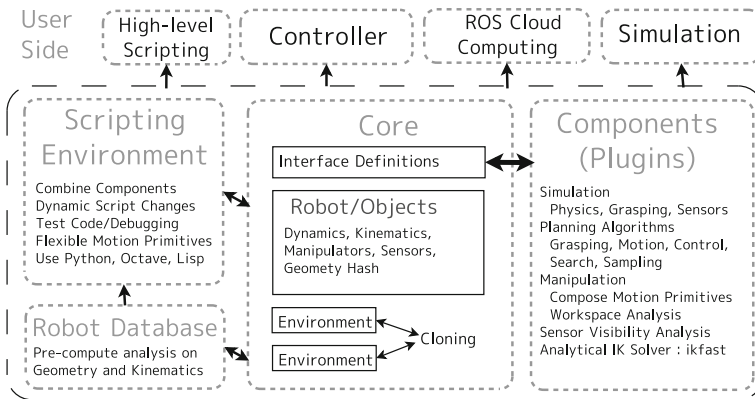 User
Side
High-level
Scripting
Controller
ROS Cloud
Computing
Simulation
Scripting
Environment
Combine Components
Dynamic Script Changes
Test Code/Debugging
Flexible Motion Primitives
Use Python, Octave, Lisp
Robot Database
Pre-compute analysis on
Geometry and Kinematics
Core
Interface Definitions
Robot/Objects
Dynamics, Kinematics,
Manipulators, Sensors,
Geomety Hash
Environment
Environment
Cloning
Components
(Plugins)
Simulation
Physics, Grasping, Sensors
Planning Algorithms
Grasping, Motion, Control,
Search, Sampling
Manipulation
Compose Motion Primitives
Workspace Analysis
Sensor Visibility Analysis
Analytical IK Solver : ikfast